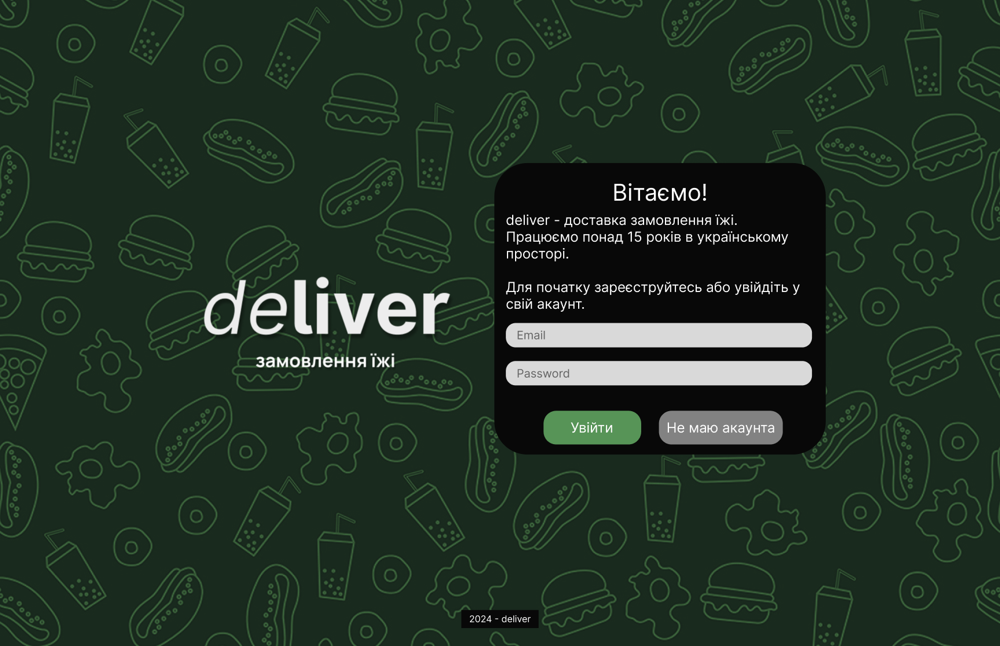 deliver
замовлення їжі
Вітаємо!
deliver - доставка замовлення їжі.
Працюємо понад 15 років в українському
просторі.
Для початку зареєструйтесь або увійдіть у
свій акаунт.
Email
Password
Увійти
Не маю акаунта
2024 - deliver